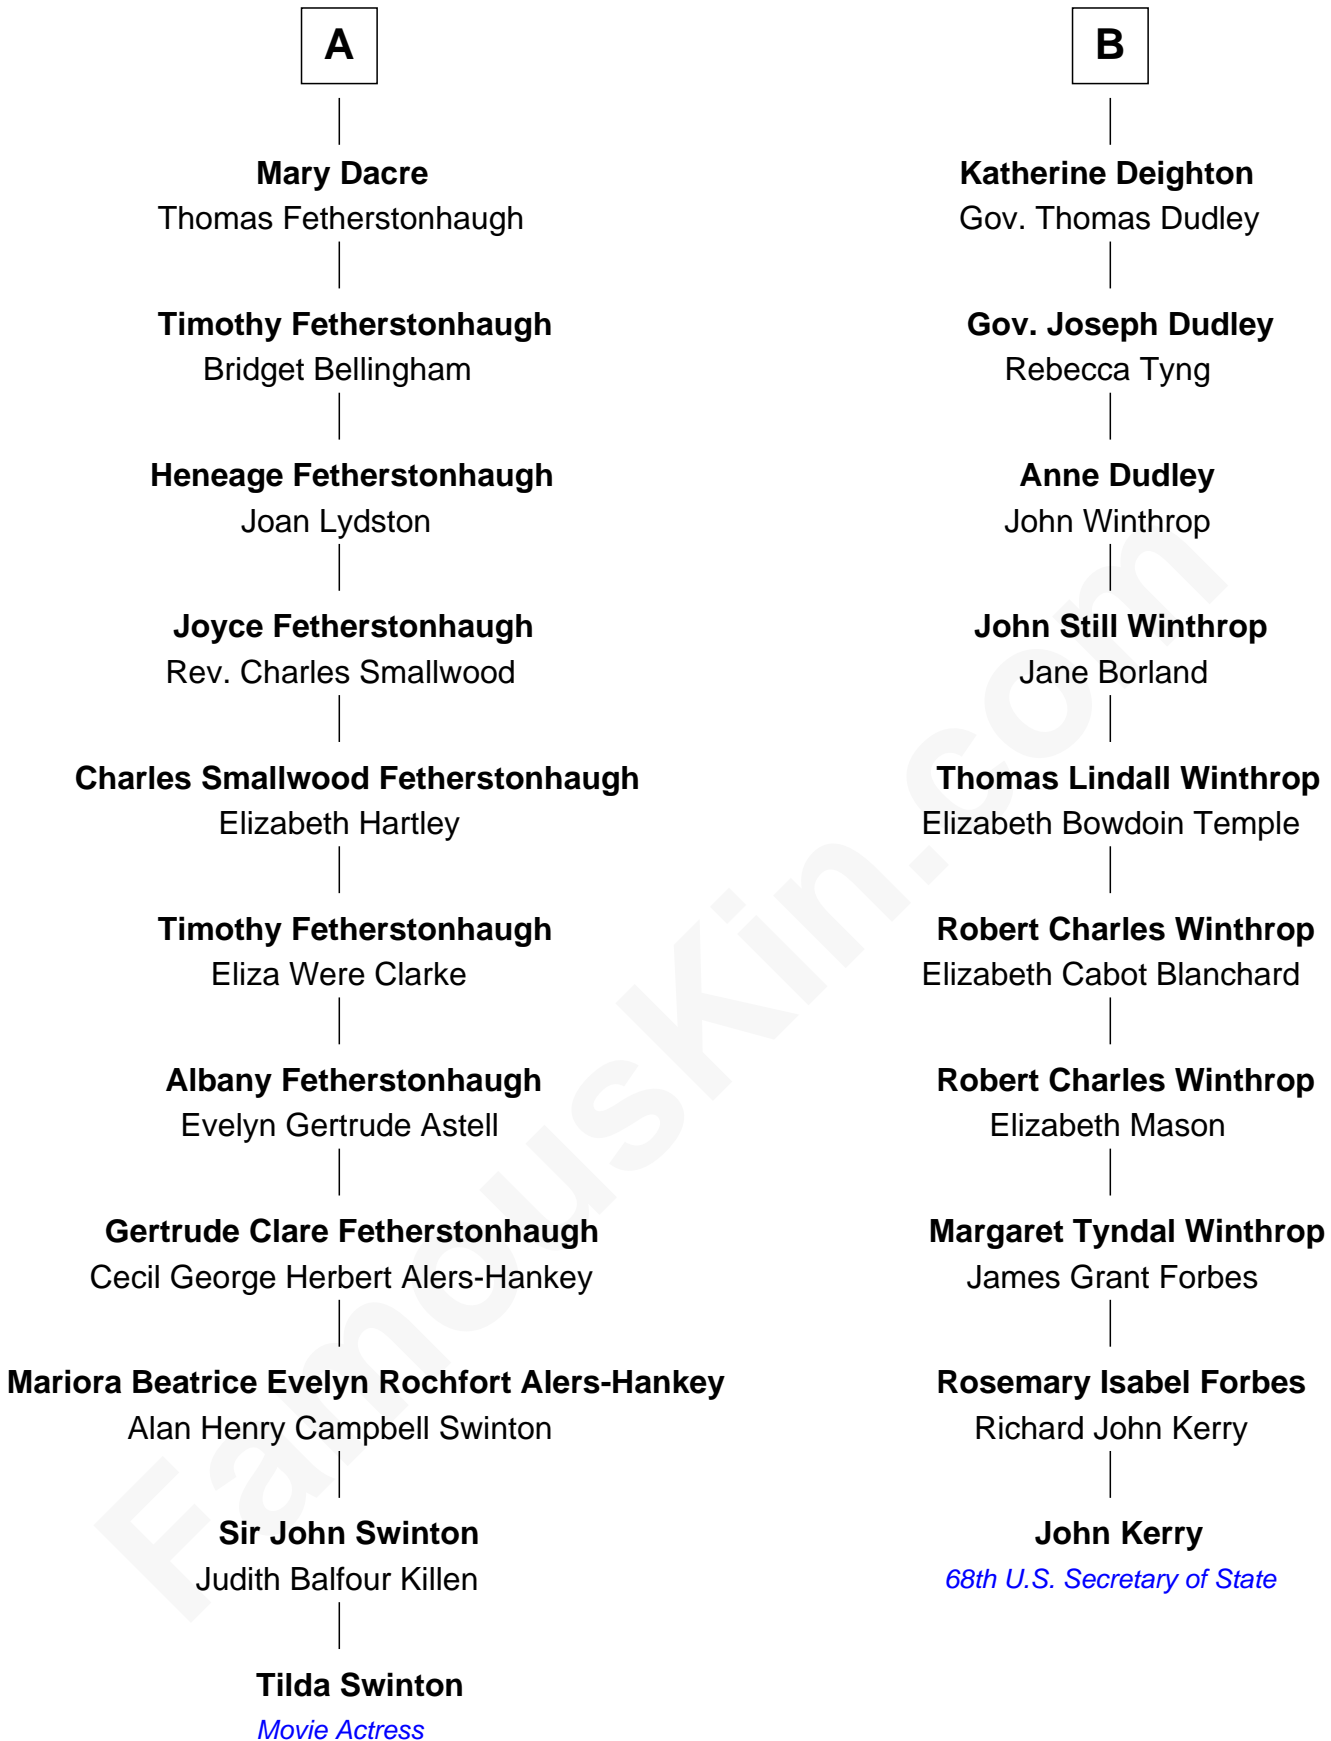 A
Mary Dacre
Thomas Fetherstonhaugh
Timothy Fetherstonhaugh
Bridget Bellingham
Heneage Fetherstonhaugh
Joan Lydston
Joyce Fetherstonhaugh
Rev. Charles Smallwood
Charles Smallwood Fetherstonhaugh
Elizabeth Hartley
Timothy Fetherstonhaugh
Eliza Were Clarke
Albany Fetherstonhaugh
Evelyn Gertrude Astell
Gertrude Clare Fetherstonhaugh
Cecil George Herbert Alers-Hankey
Mariora Beatrice Evelyn Rochfort Alers-Hankey
Alan Henry Campbell Swinton
Sir John Swinton
Judith Balfour Killen
Tilda Swinton
Movie Actress
B
Katherine Deighton
Gov. Thomas Dudley
Gov. Joseph Dudley
Rebecca Tyng
Anne Dudley
John Winthrop
John Still Winthrop
Jane Borland
Thomas Lindall Winthrop
Elizabeth Bowdoin Temple
Robert Charles Winthrop
Elizabeth Cabot Blanchard
Robert Charles Winthrop
Elizabeth Mason
Margaret Tyndal Winthrop
James Grant Forbes
Rosemary Isabel Forbes
Richard John Kerry
John Kerry
68th U.S. Secretary of State
FamousKin.com